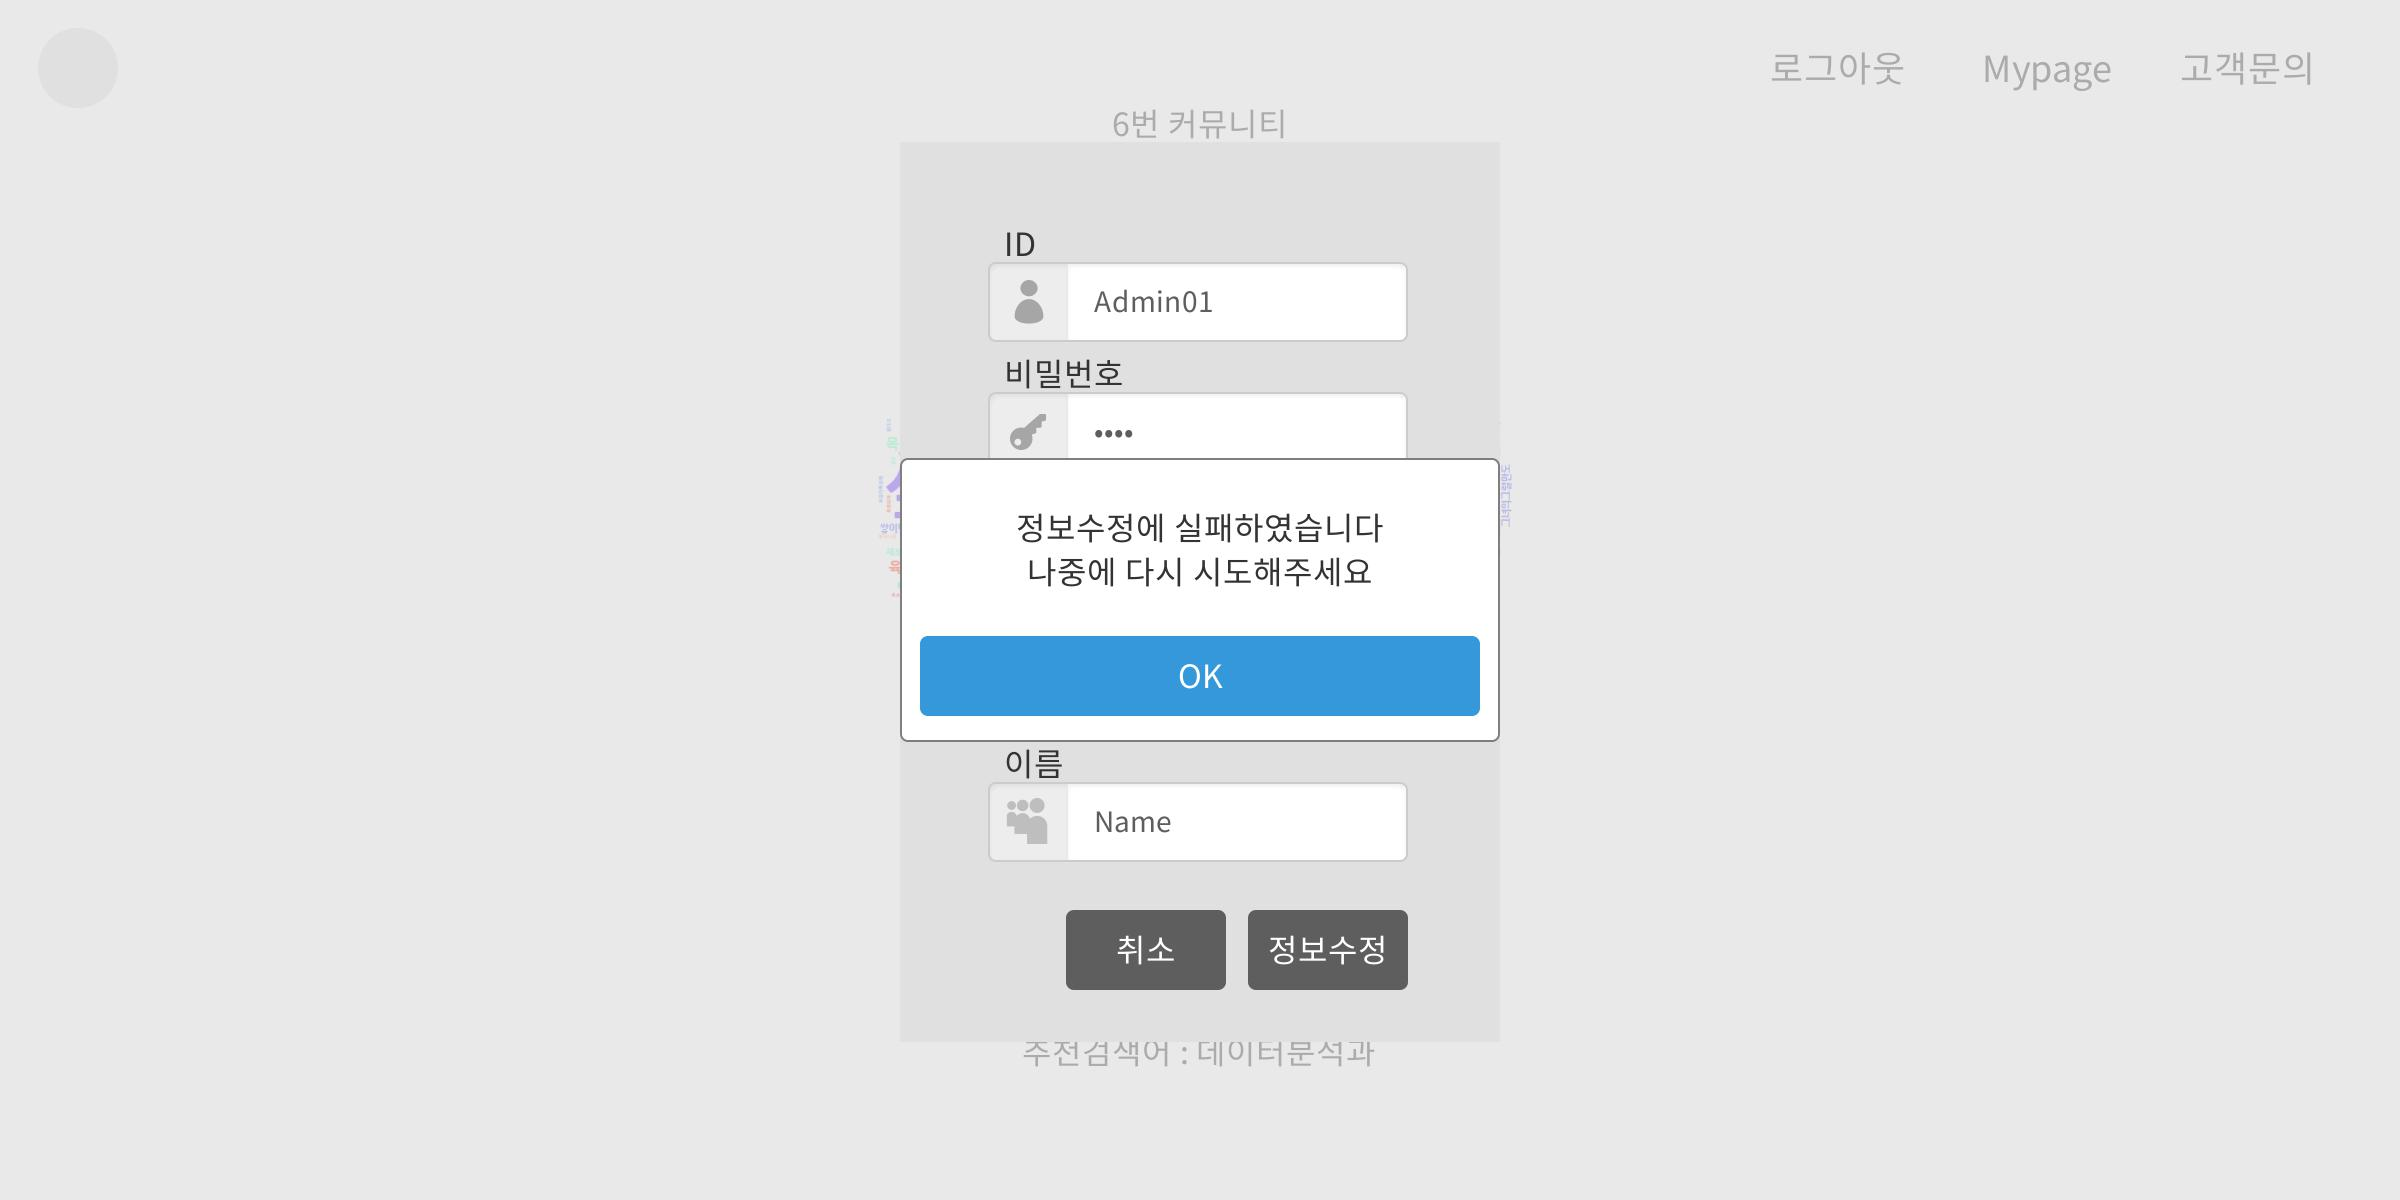 로그아웃 Mypage 고객문의
6번 커뮤니티
ID
Admin01
비밀번호
••••
정보수정에 실패하였습니다
나중에 다시 시도해주세요
OK
이름
Name
취소 정보수정
추천검색어 : 데이터분석과